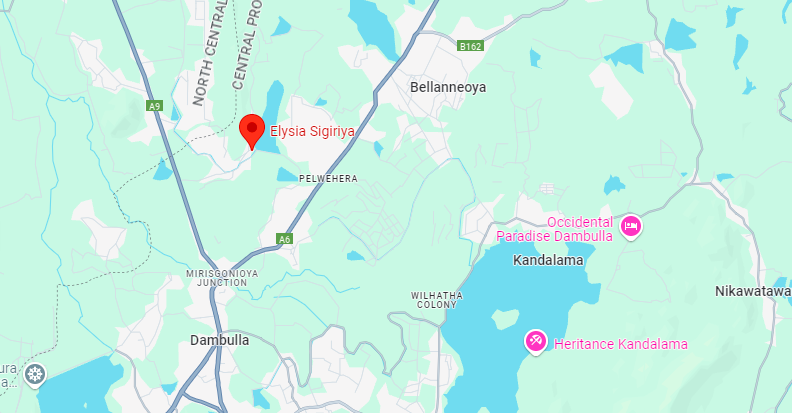 NORTH CENTRAL
CENTRAL PRO
B162
Bellanneoya
A9
Elysia Sigiriya
PELWEHERA
A6
Occidental
Paradise Dambulla
Kandalama
MIRISGONIOYA
JUNCTION
WILHATHA
COLONY
Nikawatawa
Dambulla
Heritance Kandalama
ura
a...